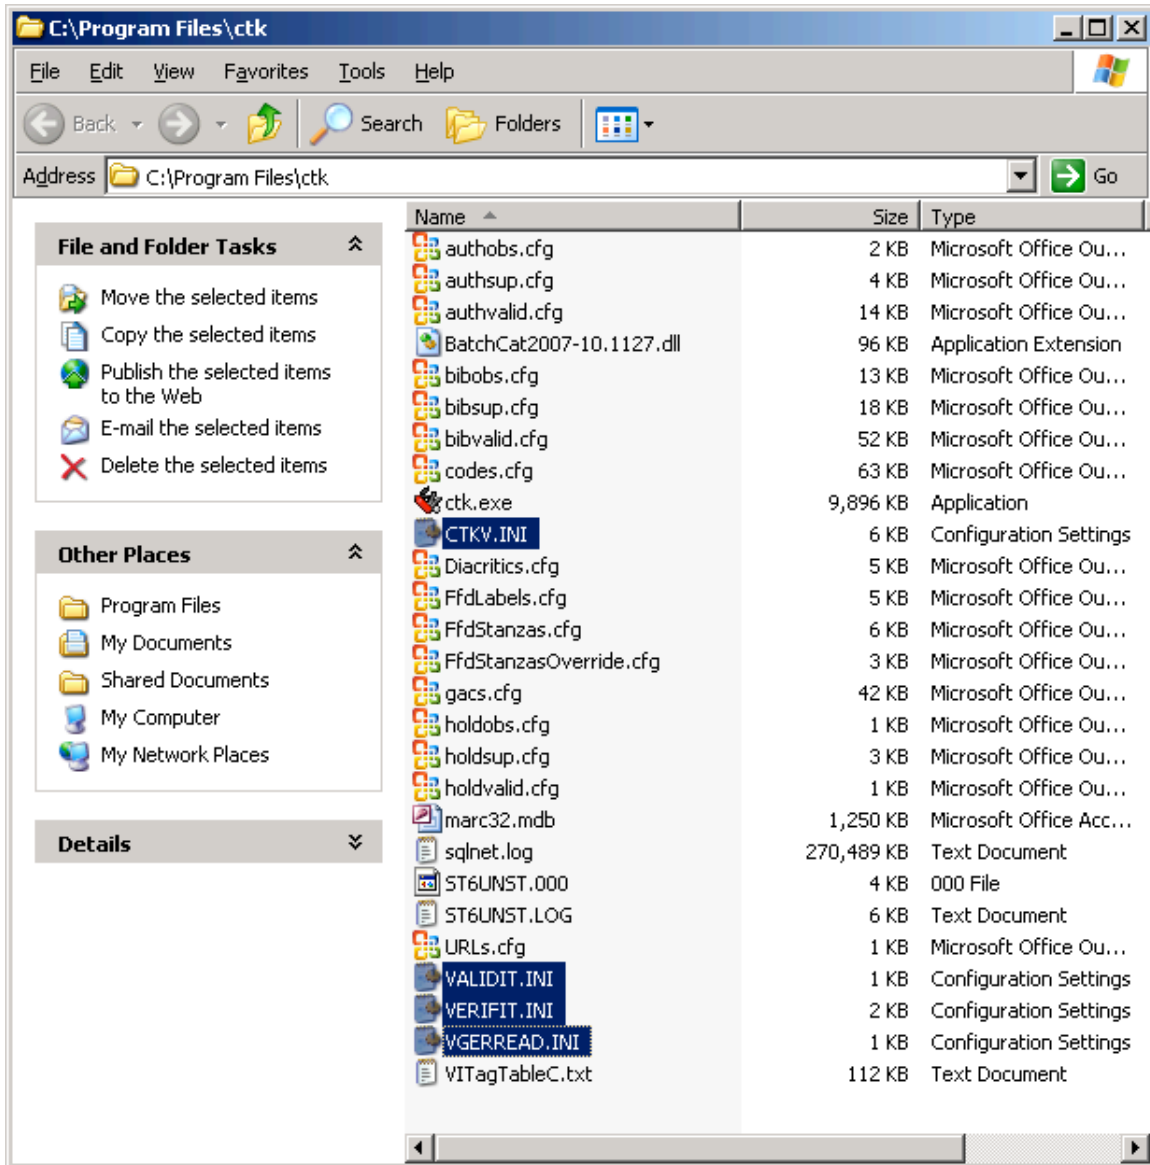 C:\Program Files\ctk
File Edit View Favorites Tools Help
Back Search Folders
Address C:\Program Files\ctk Go
File and Folder Tasks
Move the selected items
Copy the selected items
Publish the selected items
to the Web
E-mail the selected items
Delete the selected items
Other Places
Program Files
My Documents
Shared Documents
My Computer
My Network Places
Details
Name Size Type
authobs.cfg 2 KB Microsoft Office Ou...
authsup.cfg 4 KB Microsoft Office Ou...
authvalid.cfg 14 KB Microsoft Office Ou...
BatchCat2007-10.1127.dll 96 KB Application Extension
bibobs.cfg 13 KB Microsoft Office Ou...
bibsup.cfg 18 KB Microsoft Office Ou...
bibvalid.cfg 52 KB Microsoft Office Ou...
codes.cfg 63 KB Microsoft Office Ou...
ctk.exe 9,896 KB Application
CTKV.INI 6 KB Configuration Settings
Diacritics.cfg 5 KB Microsoft Office Ou...
FfdLabels.cfg 5 KB Microsoft Office Ou...
FfdStanzas.cfg 6 KB Microsoft Office Ou...
FfdStanzasOverride.cfg 3 KB Microsoft Office Ou...
gacs.cfg 42 KB Microsoft Office Ou...
holdobs.cfg 1 KB Microsoft Office Ou...
holdsup.cfg 3 KB Microsoft Office Ou...
holdvalid.cfg 1 KB Microsoft Office Ou...
marc32.mdb 1,250 KB Microsoft Office Acc...
sqlnet.log 270,489 KB Text Document
ST6UNST.000 4 KB 000 File
ST6UNST.LOG 6 KB Text Document
URLs.cfg 1 KB Microsoft Office Ou...
VALIDIT.INI 1 KB Configuration Settings
VERIFIT.INI 2 KB Configuration Settings
VGERREAD.INI 1 KB Configuration Settings
VITagTableC.txt 112 KB Text Document